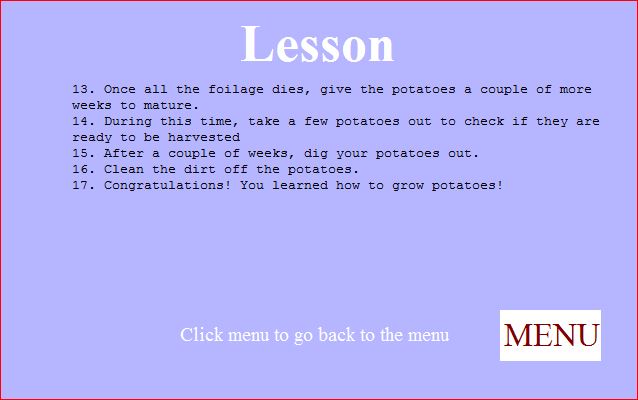 Lesson
13. Once all the foilage dies, give the potatoes a couple of more
weeks to mature.
14. During this time, take a few potatoes out to check if they are
ready to be harvested
15. After a couple of weeks, dig your potatoes out.
16. Clean the dirt off the potatoes.
17. Congratulations! You learned how to grow potatoes!
Click menu to go back to the menu
MENU